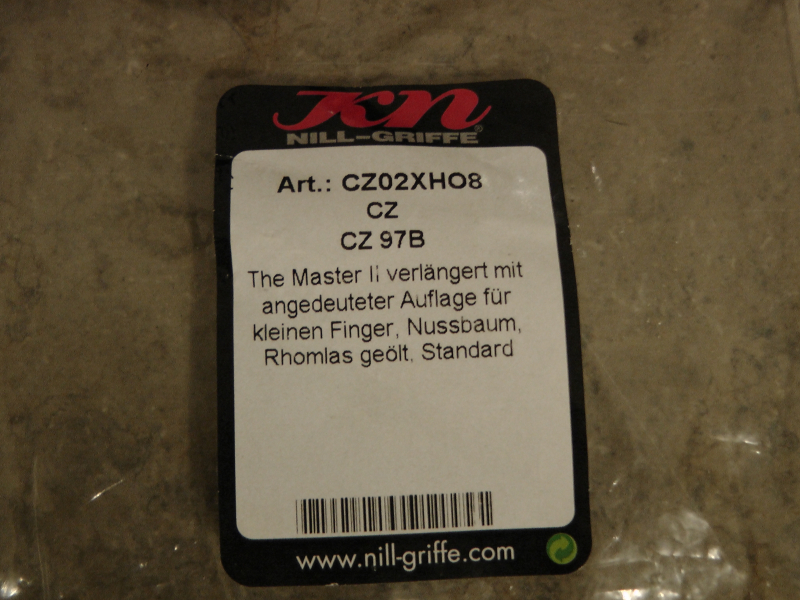 KN
NILL-GRIFFE®
Art.: CZ02XHO8
CZ
CZ 97B
The Master II verlängert mit
angedeuteter Auflage für
kleinen Finger, Nussbaum,
Rhomlas geölt, Standard
www.nill-griffe.com